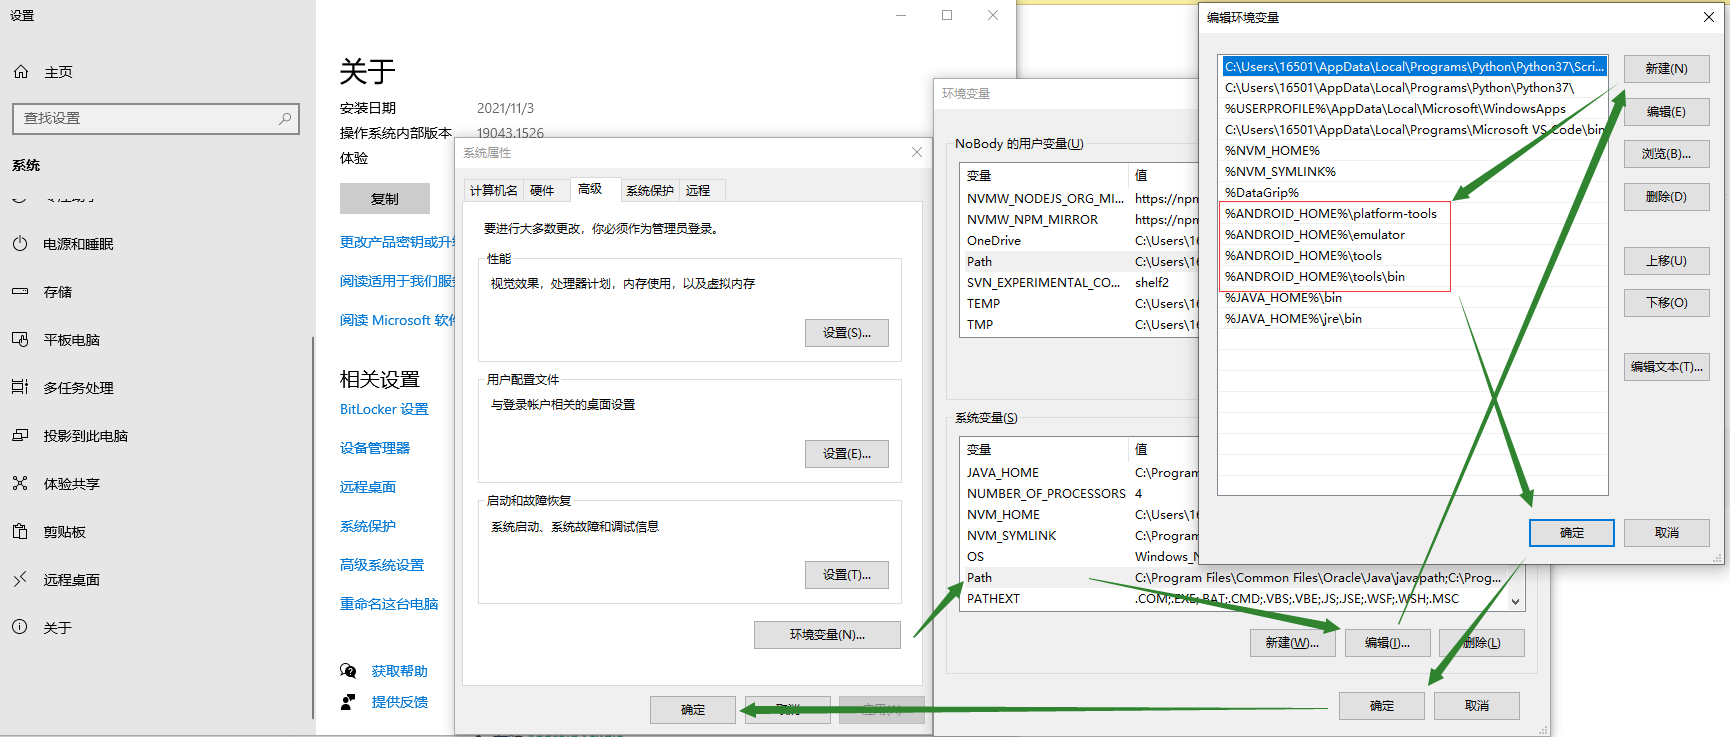 设置
主页
查找设置
系统
电源和睡眠
存储
平板电脑
多任务处理
投影到此电脑
体验共享
剪贴板
远程桌面
关于
关于
安装日期 2021/11/3
操作系统内部版本 19043.1526
体验
复制
更改产品密钥或升级
阅读适用于我们服务
阅读 Microsoft 软件
相关设置
BitLocker 设置
设备管理器
远程桌面
系统保护
高级系统设置
重命名这台电脑
获取帮助
提供反馈
系统属性
计算机名 硬件 高级 系统保护 远程
要进行大多数更改，你必须作为管理员登录。
性能
视觉效果，处理器计划，内存使用，以及虚拟内存
设置(S)...
用户配置文件
与登录帐户相关的桌面设置
设置(E)...
启动和故障恢复
系统启动、系统故障和调试信息
设置(T)...
环境变量(N)...
确定 取消 应用(A)
环境变量
NoBody 的用户变量(U)
变量 值
NVMW_NODEJS_ORG_MI... https://npm
NVMW_NPM_MIRROR https://npm
OneDrive C:\Users\16
Path C:\Users\16
SVN_EXPERIMENTAL_CO... shelf2
TEMP C:\Users\16
TMP C:\Users\16
系统变量(S)
变量 值
JAVA_HOME C:\Program
NUMBER_OF_PROCESSORS 4
NVM_HOME C:\Users\16
NVM_SYMLINK C:\Program
OS Windows_N
Path C:\Program Files\Common Files\Oracle\Java\javapath;C:\Prog...
PATHEXT .COM;.EXE;.BAT;.CMD;.VBS;.VBE;.JS;.JSE;.WSF;.WSH;.MSC
新建(W)... 编辑(I)... 删除(L)
确定 取消
编辑环境变量
C:\Users\16501\AppData\Local\Programs\Python\Python37\Scri...
C:\Users\16501\AppData\Local\Programs\Python\Python37\
%USERPROFILE%\AppData\Local\Microsoft\WindowsApps
C:\Users\16501\AppData\Local\Programs\Microsoft VS Code\bin
%NVM_HOME%
%NVM_SYMLINK%
%DataGrip%
%ANDROID_HOME%\platform-tools
%ANDROID_HOME%\emulator
%ANDROID_HOME%\tools
%ANDROID_HOME%\tools\bin
%JAVA_HOME%\bin
%JAVA_HOME%\jre\bin
新建(N)
编辑(E)
浏览(B)...
删除(D)
上移(U)
下移(O)
编辑文本(T)...
确定 取消